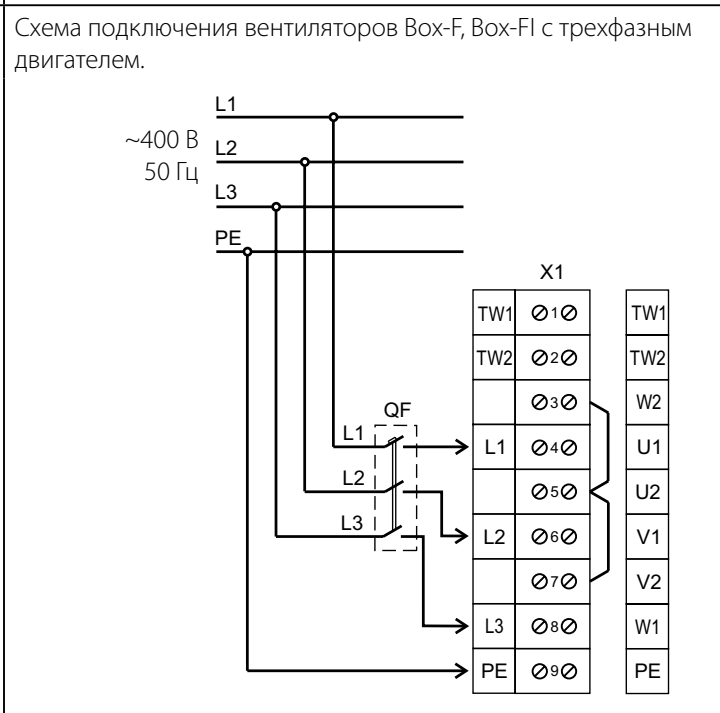 Схема подключения вентиляторов Box-F, Box-FI с трехфазным
двигателем.
L1
~400 В
L2
50 Гц
L3
PE
X1
TW1 1 TW1
TW2 2 TW2
3 W2
QF
L1 L1 4 U1
L2 5 U2
L3 L2 6 V1
7 V2
L3 8 W1
PE 9 PE